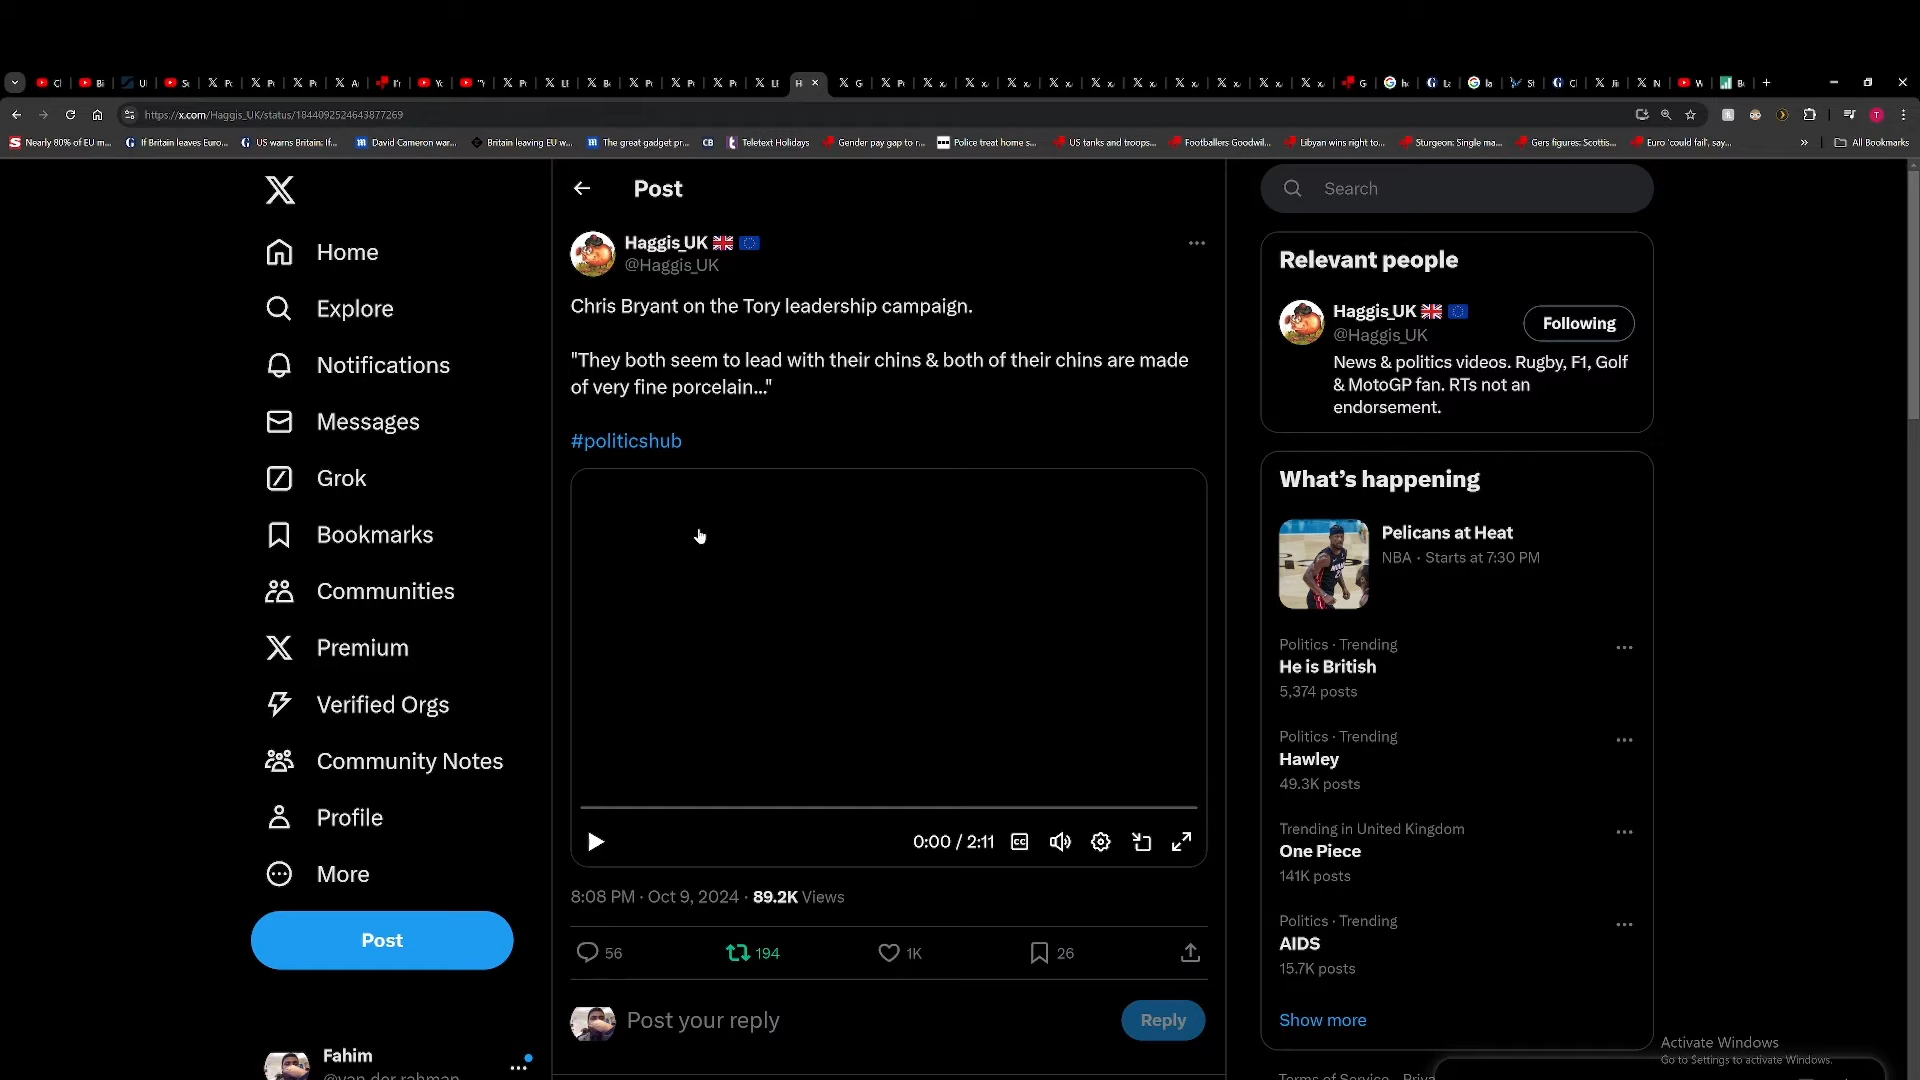 https://x.com/Haggis_UK/status/1844092524643877269
Nearly 80% of EU m...
If Britain leaves Euro...
US warns Britain: If...
David Cameron war...
Britain leaving EU w...
The great gadget pr...
CB
Teletext Holidays
Gender pay gap to r...
Police treat home s...
US tanks and troops...
Footballers Goodwil...
Libyan wins right to...
Sturgeon: Single ma...
Gers figures: Scottis...
Euro 'could fail', say...
All Bookmarks
Home
Explore
Notifications
Messages
Grok
Bookmarks
Communities
Premium
Verified Orgs
Community Notes
Profile
More
Post
Fahim
Post
Haggis_UK
@Haggis_UK
Chris Bryant on the Tory leadership campaign.
"They both seem to lead with their chins & both of their chins are made
of very fine porcelain..."
#politicshub
0:00 / 2:11
8:08 PM · Oct 9, 2024 · 89.2K Views
56
194
1K
26
Post your reply
Reply
Search
Relevant people
Haggis_UK
@Haggis_UK
Following
News & politics videos. Rugby, F1, Golf
& MotoGP fan. RTs not an
endorsement.
What's happening
Pelicans at Heat
NBA · Starts at 7:30 PM
Politics · Trending
He is British
5,374 posts
Politics · Trending
Hawley
49.3K posts
Trending in United Kingdom
One Piece
141K posts
Politics · Trending
AIDS
15.7K posts
Show more
Activate Windows
Go to Settings to activate Windows.